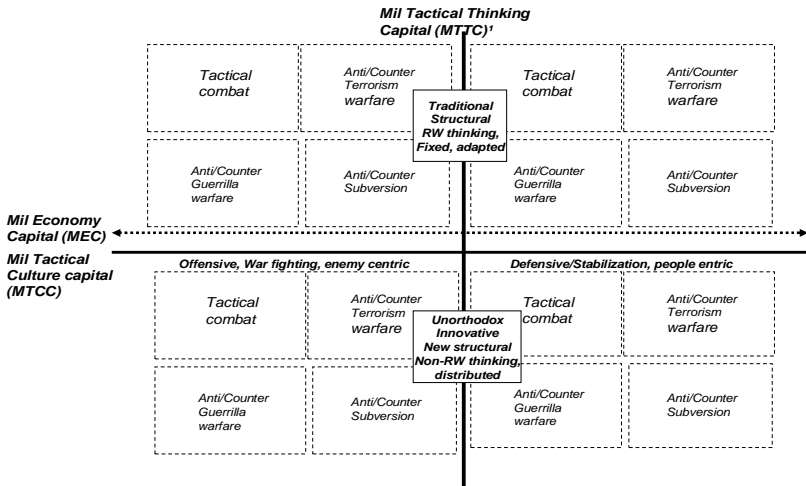 Mil Tactical Thinking
Capital (MTTC)¹
Tactical
combat
Anti/Counter
Terrorism
warfare
Tactical
combat
Anti/Counter
Terrorism
warfare
Traditional
Structural
RW thinking,
Fixed, adapted
Anti/Counter
Guerrilla
warfare
Anti/Counter
Subversion
Anti/Counter
Guerrilla
warfare
Anti/Counter
Subversion
Mil Economy
Capital (MEC)
Mil Tactical
Culture capital
(MTCC)
Offensive, War fighting, enemy centric
Defensive/Stabilization, people entric
Tactical
combat
Anti/Counter
Terrorism
warfare
Tactical
combat
Anti/Counter
Terrorism
warfare
Unorthodox
Innovative
New structural
Non-RW thinking,
distributed
Anti/Counter
Guerrilla
warfare
Anti/Counter
Subversion
Anti/Counter
Guerrilla
warfare
Anti/Counter
Subversion